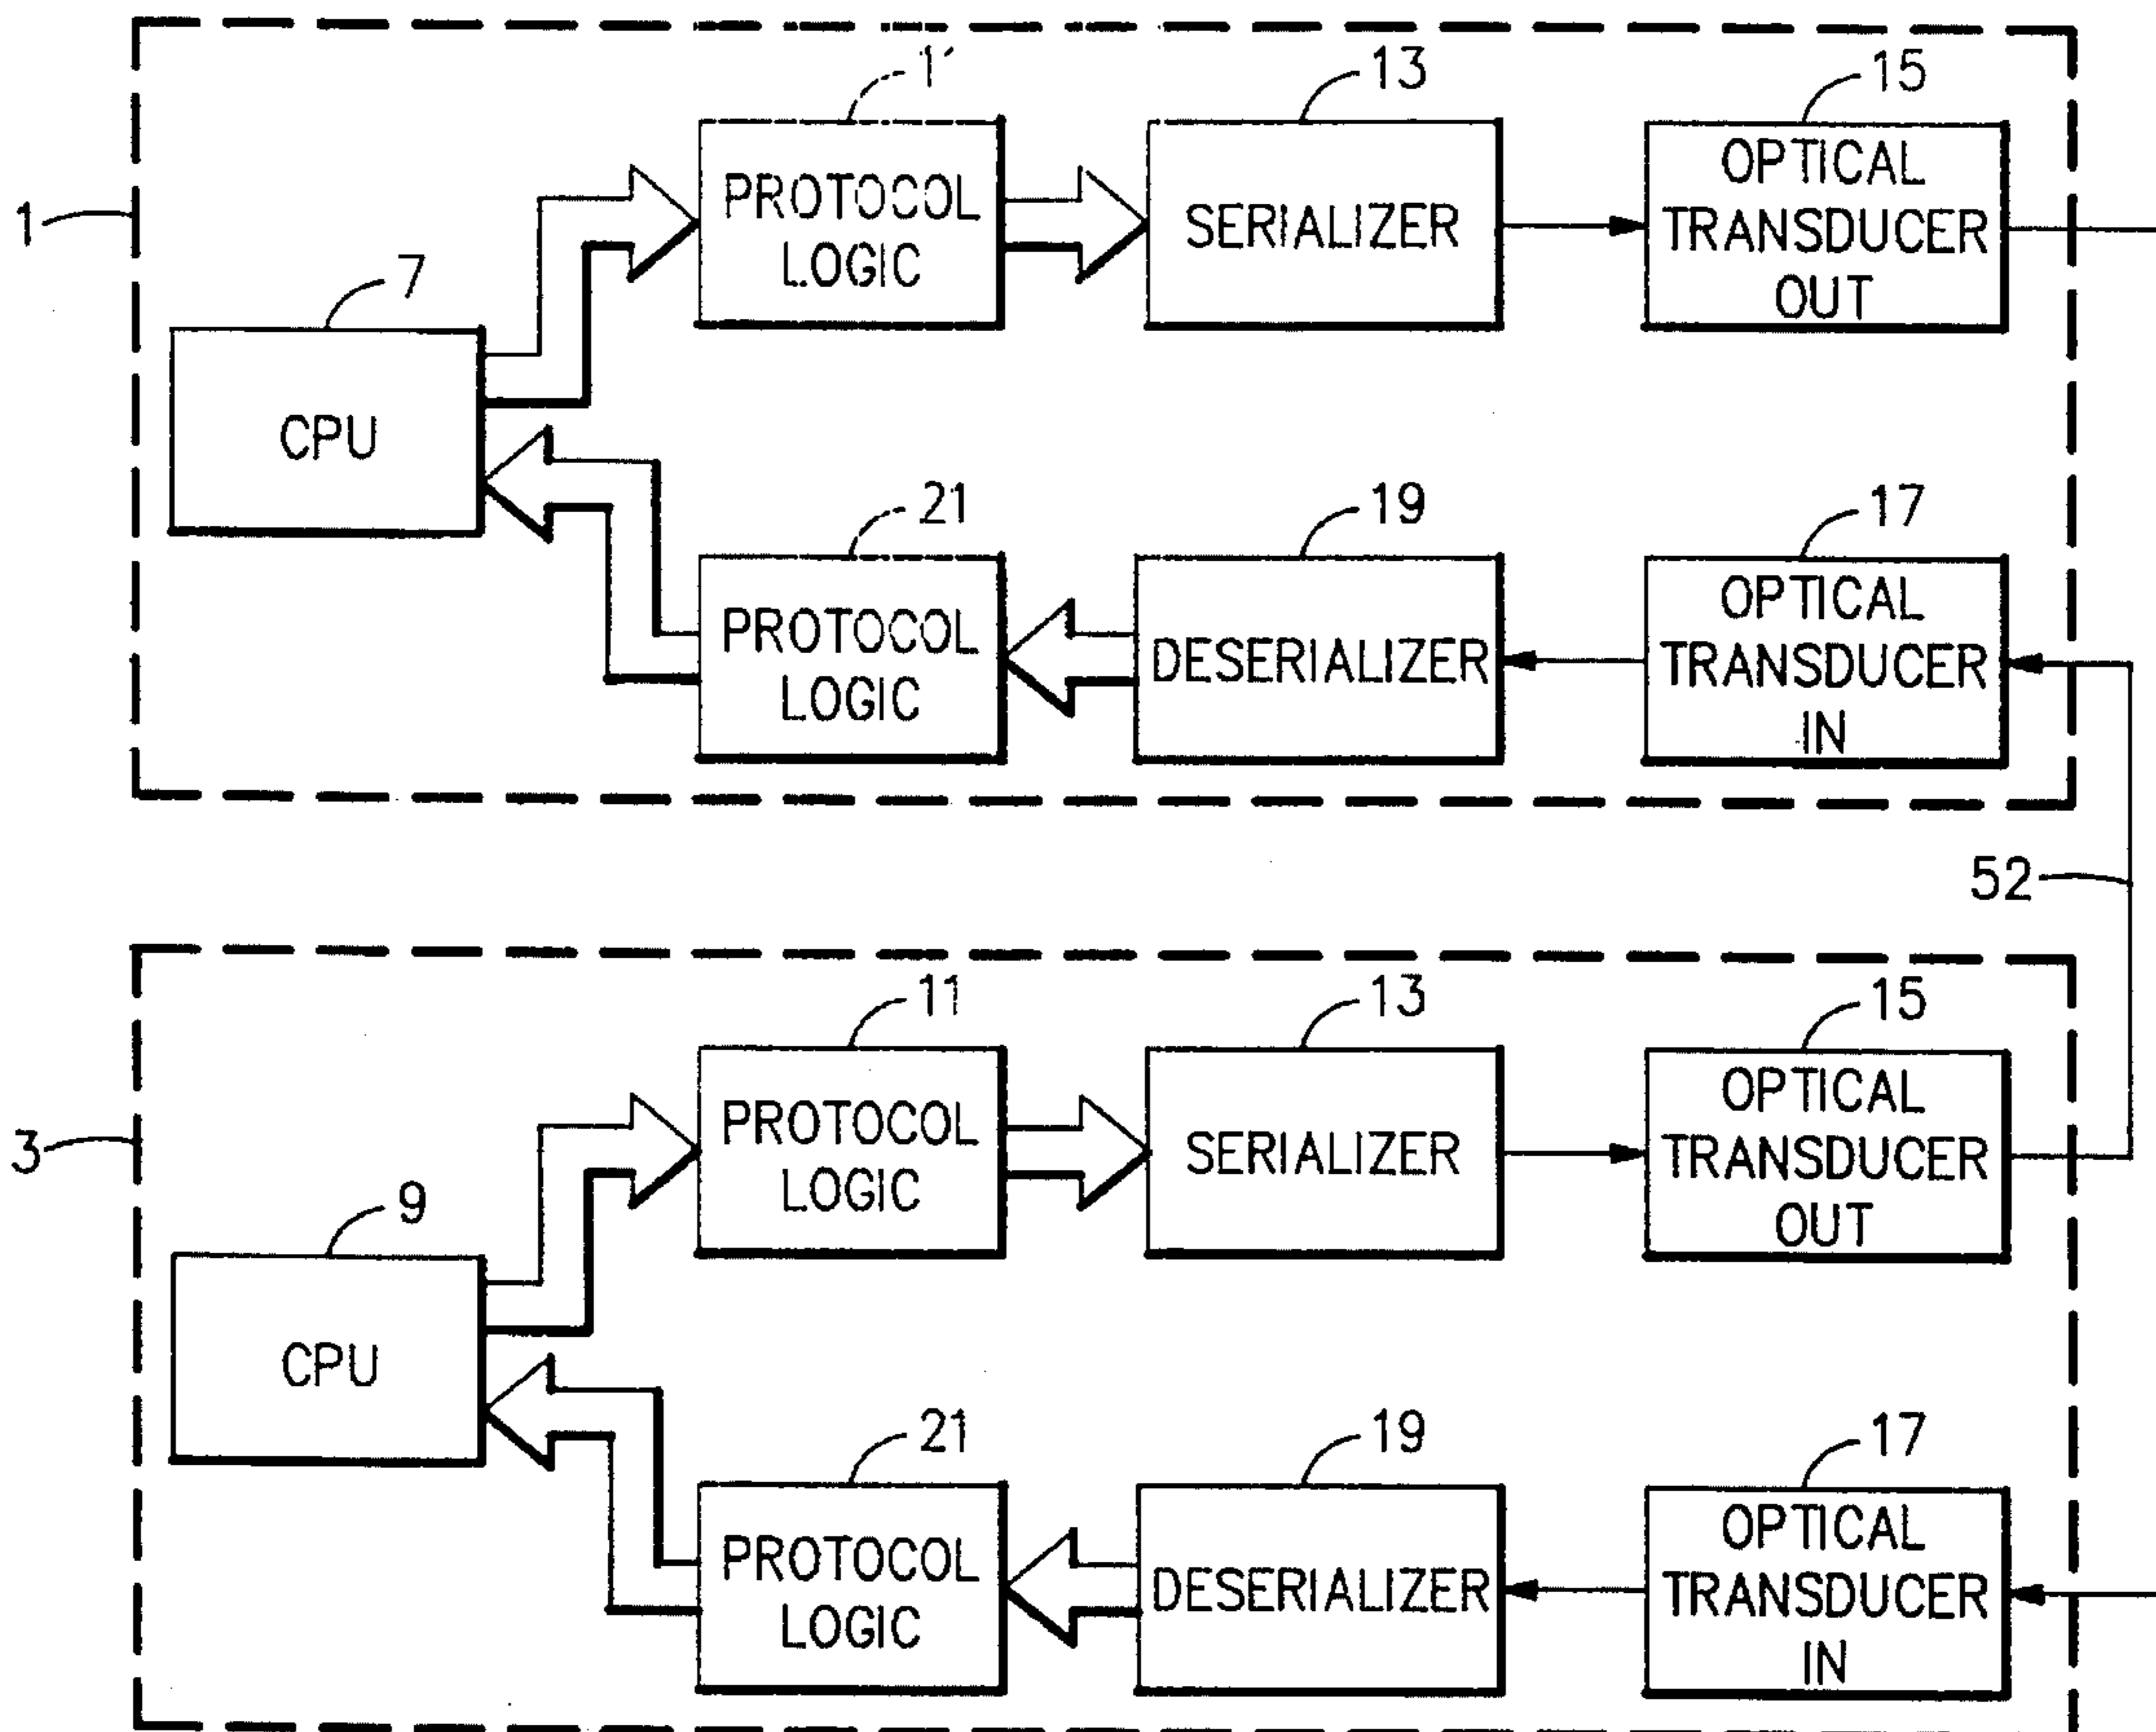 13
15
PROTOCOL
LOGIC
SERIALIZER
OPTICAL
TRANSDUCER
OUT
1
7
CPU
21
19
17
PROTOCOL
LOGIC
DESERIALIZER
OPTICAL
TRANSDUCER
IN
52
11
13
15
PROTOCOL
LOGIC
SERIALIZER
OPTICAL
TRANSDUCER
OUT
3
9
CPU
21
19
17
PROTOCOL
LOGIC
DESERIALIZER
OPTICAL
TRANSDUCER
IN